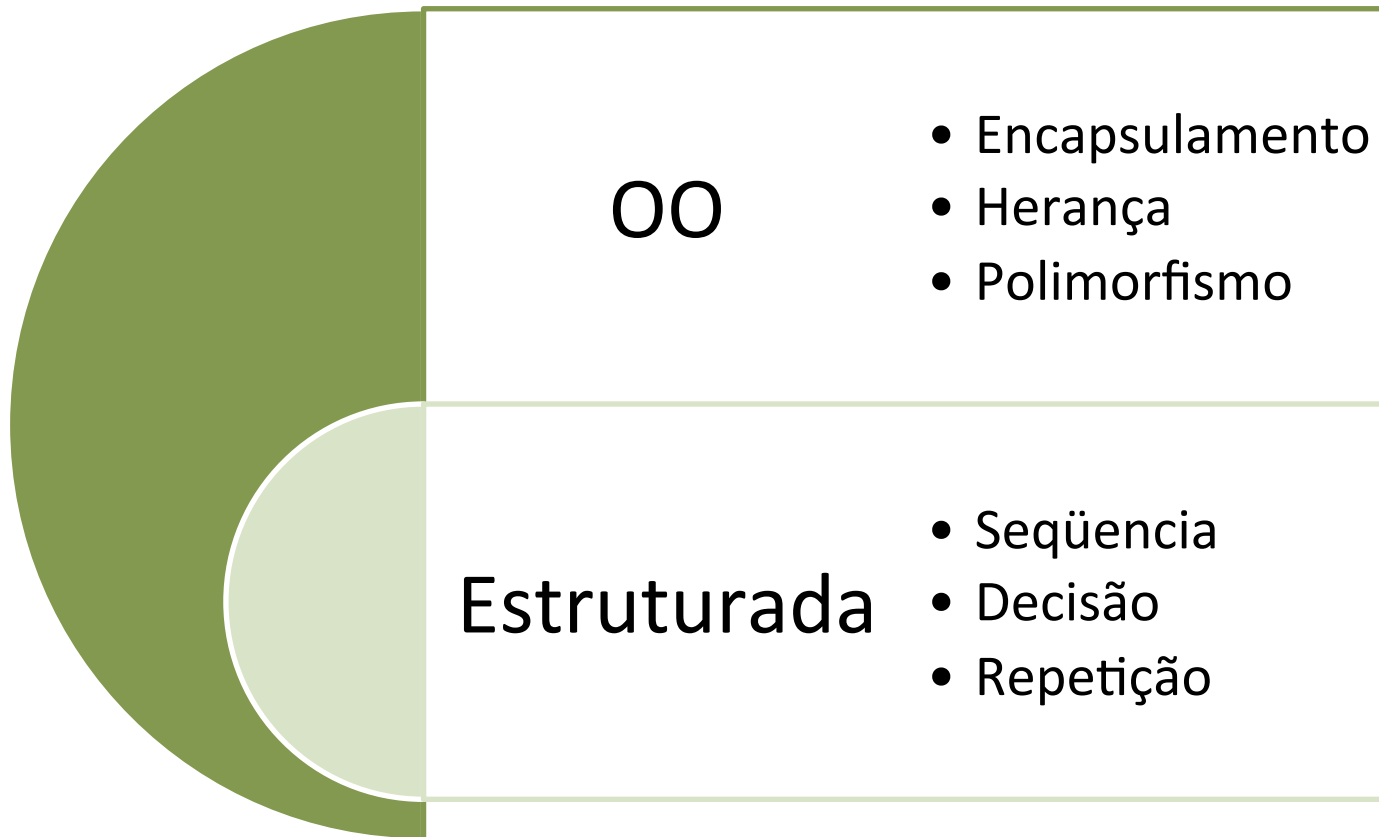 OO
• Encapsulamento
• Herança
• Polimorfismo
Estruturada
• Seqüencia
• Decisão
• Repetição